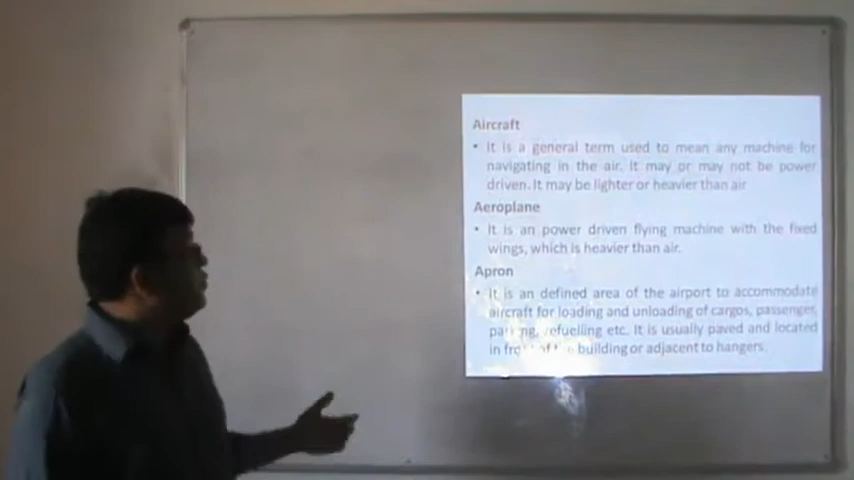 Aircraft
• It is a general term used to mean any machine for
navigating in the air. It may or may not be power
driven. It may be lighter or heavier than air
Aeroplane
• It is an power driven flying machine with the fixed
wings, which is heavier than air.
Apron
• It is an defined area of the airport to accommodate
aircraft for loading and unloading of cargos, passenger,
refuelling etc. It is usually paved and located
in building or adjacent to hangers.